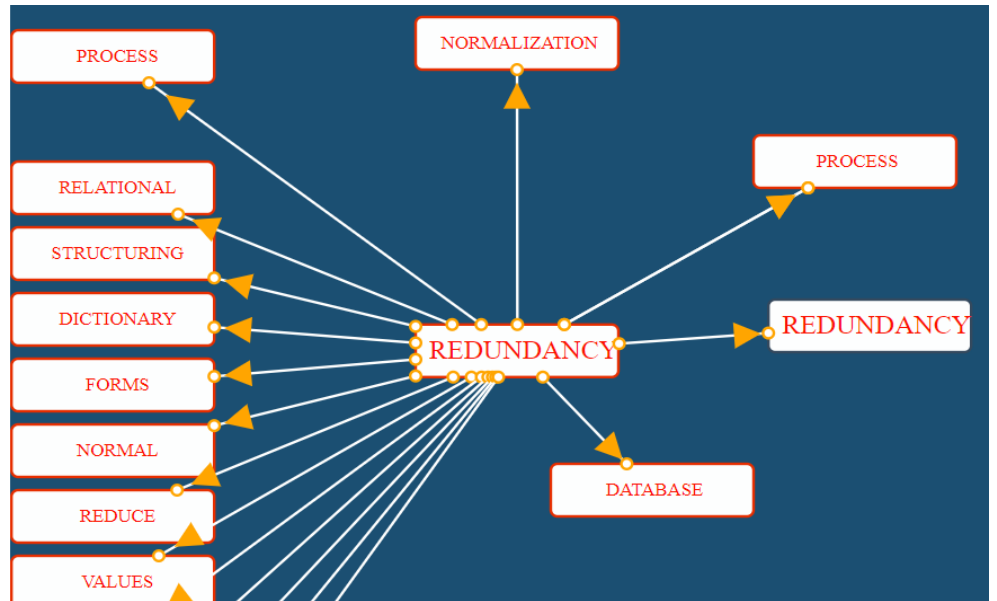 PROCESS
NORMALIZATION
PROCESS
RELATIONAL
STRUCTURING
DICTIONARY
REDUNDANCY
REDUNDANCY
FORMS
NORMAL
DATABASE
REDUCE
VALUES